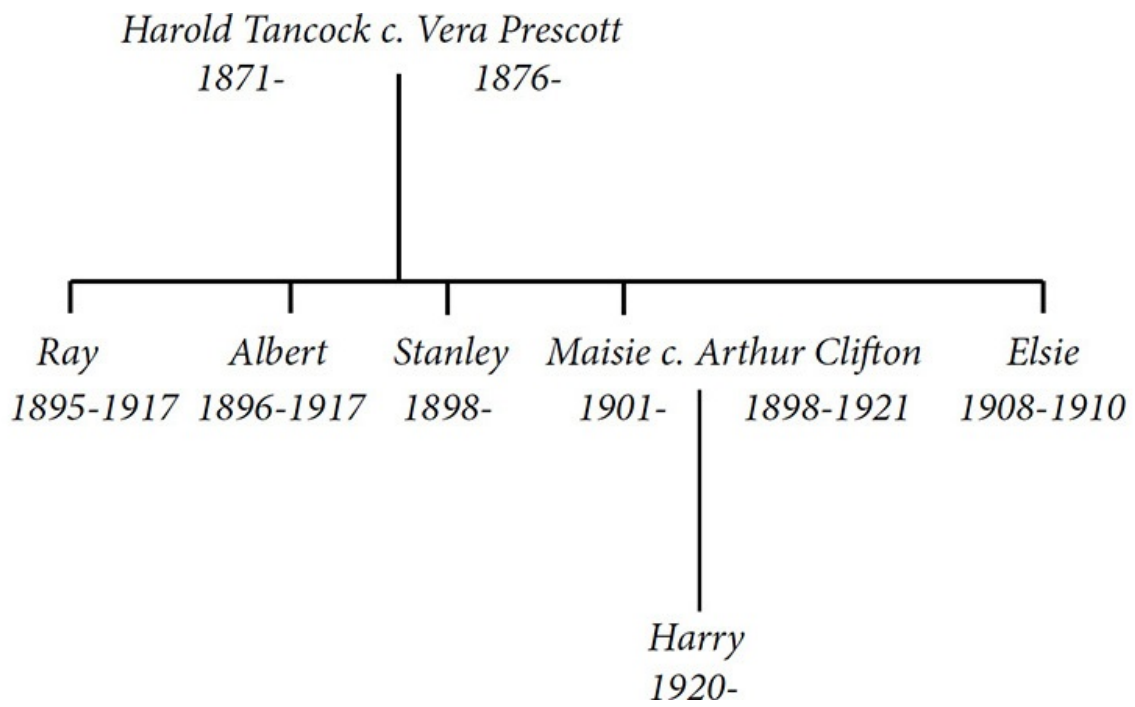 Harold Tancock c. Vera Prescott
1871- 1876-
Ray Albert Stanley Maisie c. Arthur Clifton Elsie
1895-1917 1896-1917 1898- 1901- 1898-1921 1908-1910
Harry
1920-